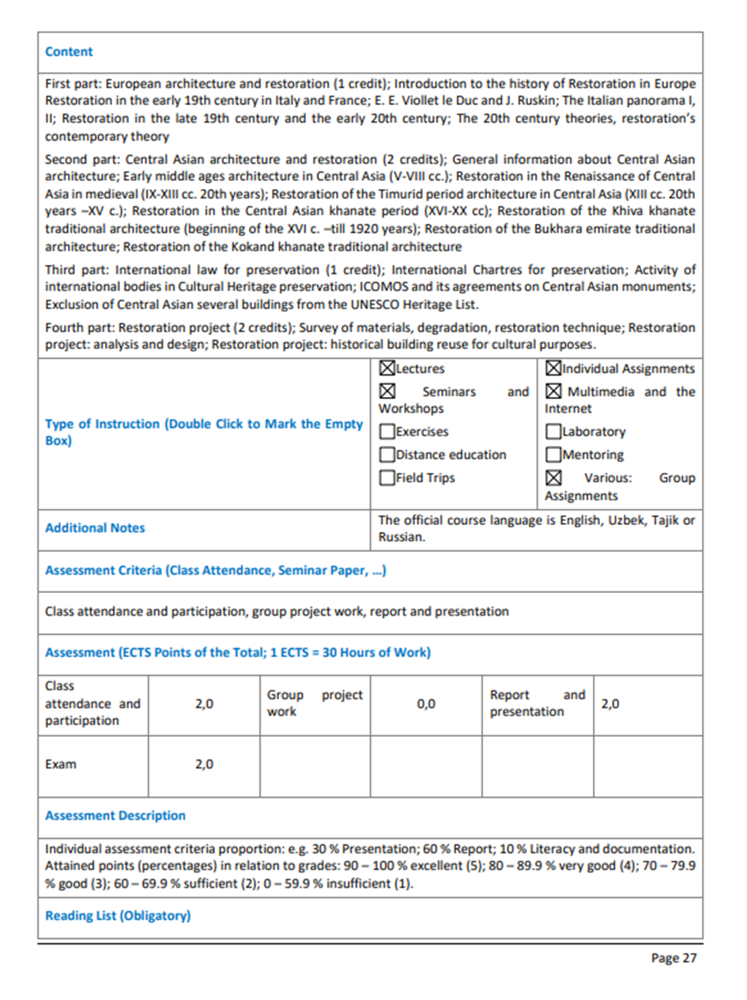 Content
First part: European architecture and restoration (1 credit); Introduction to the history of Restoration in Europe
Restoration in the early 19th century in Italy and France; E. E. Viollet le Duc and J. Ruskin; The Italian panorama I,
II; Restoration in the late 19th century and the early 20th century; The 20th century theories, restoration's
contemporary theory
Second part: Central Asian architecture and restoration (2 credits); General information about Central Asian
architecture; Early middle ages architecture in Central Asia (V-VIII cc.); Restoration in the Renaissance of Central
Asia in medieval (IX-XIII cc. 20th years); Restoration of the Timurid period architecture in Central Asia (XIII cc. 20th
years –XV c.); Restoration in the Central Asian khanate period (XVI-XX cc); Restoration of the Khiva khanate
traditional architecture (beginning of the XVI c. –till 1920 years); Restoration of the Bukhara emirate traditional
architecture; Restoration of the Kokand khanate traditional architecture
Third part: International law for preservation (1 credit); International Chartres for preservation; Activity of
international bodies in Cultural Heritage preservation; ICOMOS and its agreements on Central Asian monuments;
Exclusion of Central Asian several buildings from the UNESCO Heritage List.
Fourth part: Restoration project (2 credits); Survey of materials, degradation, restoration technique; Restoration
project: analysis and design; Restoration project: historical building reuse for cultural purposes.
Type of Instruction (Double Click to Mark the Empty
Box)
☒Lectures
☒ Seminars and
Workshops
☐Exercises
☐Distance education
☐Field Trips
☒Individual Assignments
☒ Multimedia and the
Internet
☐Laboratory
☐Mentoring
☒ Various: Group
Assignments
Additional Notes
The official course language is English, Uzbek, Tajik or
Russian.
Assessment Criteria (Class Attendance, Seminar Paper, …)
Class attendance and participation, group project work, report and presentation
Assessment (ECTS Points of the Total; 1 ECTS = 30 Hours of Work)
Class
attendance and
participation
2,0
Group project
work
0,0
Report and
presentation
2,0
Exam
2,0
Assessment Description
Individual assessment criteria proportion: e.g. 30 % Presentation; 60 % Report; 10 % Literacy and documentation.
Attained points (percentages) in relation to grades: 90 – 100 % excellent (5); 80 – 89.9 % very good (4); 70 – 79.9
% good (3); 60 – 69.9 % sufficient (2); 0 – 59.9 % insufficient (1).
Reading List (Obligatory)
Page 27